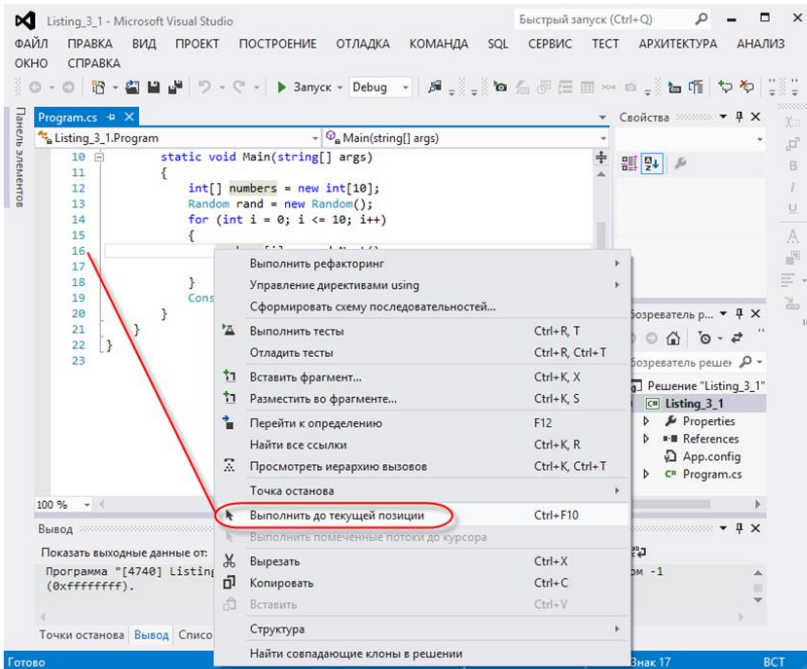 Listing_3_1 - Microsoft Visual Studio
Быстрый запуск (Ctrl+Q)
ФАЙЛ ПРАВКА ВИД ПРОЕКТ ПОСТРОЕНИЕ ОТЛАДКА КОМАНДА SQL СЕРВИС ТЕСТ АРХИТЕКТУРА АНАЛИЗ
ОКНО СПРАВКА
Запуск Debug
Панель элементов
Program.cs
Свойства
Listing_3_1.Program Main(string[] args)
10 static void Main(string[] args)
11 {
12 int[] numbers = new int[10];
13 Random rand = new Random();
14 for (int i = 0; i <= 10; i++)
15 {
16
17
18 }
19 Cons
20 }
21 }
22 }
23
100 %
Выполнить рефакторинг
Управление директивами using
Сформировать схему последовательностей...
Выполнить тесты Ctrl+R, T
Отладить тесты Ctrl+R, Ctrl+T
Вставить фрагмент... Ctrl+K, X
Разместить во фрагменте... Ctrl+K, S
Перейти к определению F12
Найти все ссылки Ctrl+K, R
Просмотреть иерархию вызовов Ctrl+K, Ctrl+T
Точка останова
Выполнить до текущей позиции Ctrl+F10
Выполнить помеченные потоки до курсора
Вырезать Ctrl+X
Копировать Ctrl+C
Вставить Ctrl+V
Структура
Найти совпадающие клоны в решении
бозреватель р...
бозреватель решен
Решение "Listing_3_1"
Listing_3_1
Properties
References
App.config
Program.cs
Вывод
Показать выходные данные от:
Программа "[4740] Listing
ом -1
(0xffffffff).
Точки останова Вывод Списо
Готово
Знак 17 ВСТ